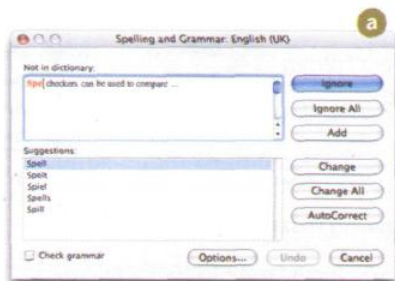 a
Spelling and Grammar: English (UK)
Not in dictionary:
Spel checkers can be used to compare ...
Ignore
Ignore All
Add
Suggestions:
Spell
Spelt
Spiel
Spells
Spill
Change
Change All
AutoCorrect
Check grammar
Options...
Undo
Cancel